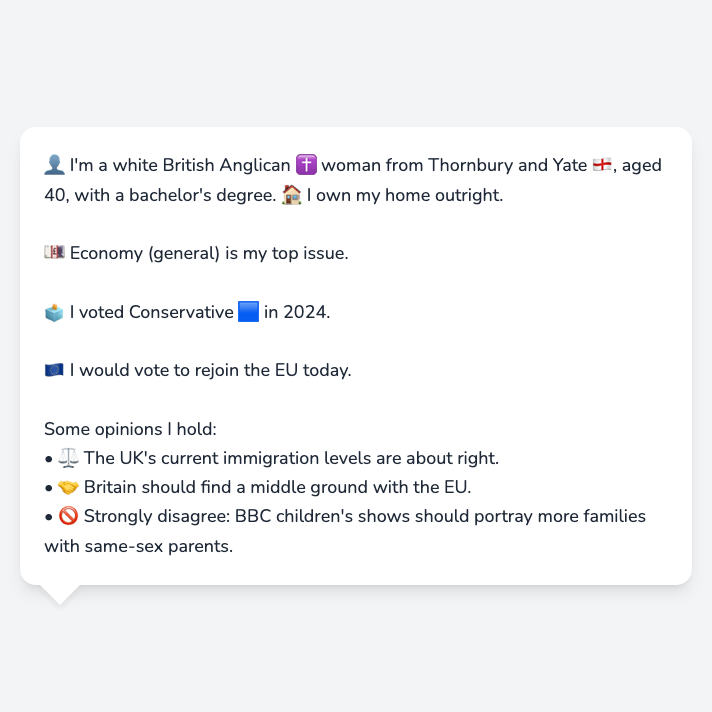 👤 I'm a white British Anglican ✝️ woman from Thornbury and Yate 🏴󠁧󠁢󠁥󠁮󠁧󠁿, aged
40, with a bachelor's degree. 🏠 I own my home outright.
💷 Economy (general) is my top issue.
🗳️ I voted Conservative 🟦 in 2024.
🇪🇺 I would vote to rejoin the EU today.
Some opinions I hold:
• ⚖️ The UK's current immigration levels are about right.
• 🤝 Britain should find a middle ground with the EU.
• 🚫 Strongly disagree: BBC children's shows should portray more families
with same-sex parents.